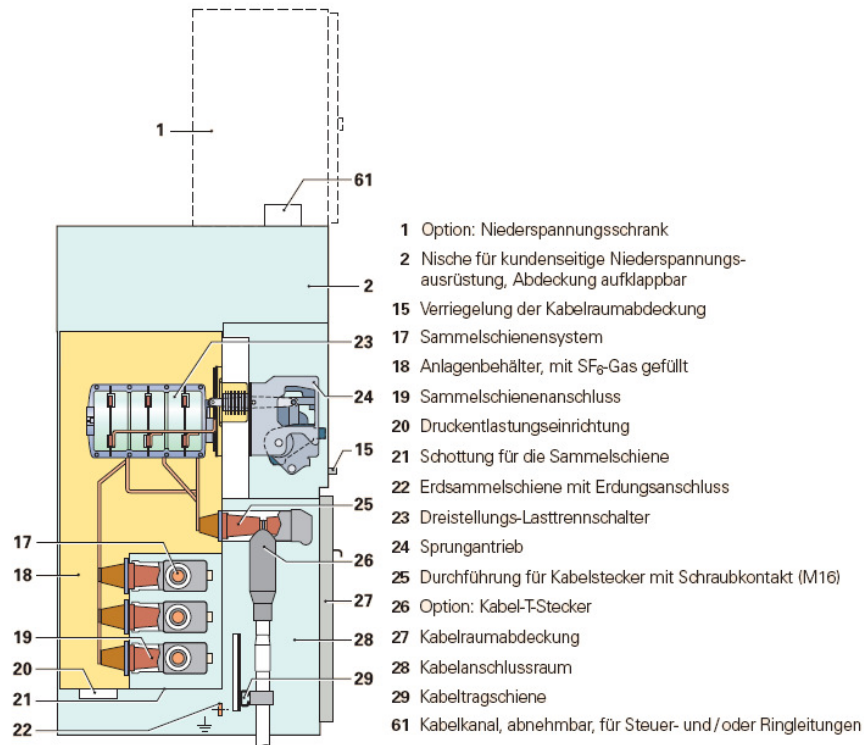 1
61
2
23
24
15
25
17
26
18
27
19
28
20
29
21
22
1 Option: Niederspannungsschrank
2 Nische für kundenseitige Niederspannungs-
ausrüstung, Abdeckung aufklappbar
15 Verriegelung der Kabelraumabdeckung
17 Sammelschienensystem
18 Anlagenbehälter, mit SF₆-Gas gefüllt
19 Sammelschienenanschluss
20 Druckentlastungseinrichtung
21 Schottung für die Sammelschiene
22 Erdsammelschiene mit Erdungsanschluss
23 Dreistellungs-Lasttrennschalter
24 Sprungantrieb
25 Durchführung für Kabelstecker mit Schraubkontakt (M16)
26 Option: Kabel-T-Stecker
27 Kabelraumabdeckung
28 Kabelanschlussraum
29 Kabeltragschiene
61 Kabelkanal, abnehmbar, für Steuer- und/oder Ringleitungen